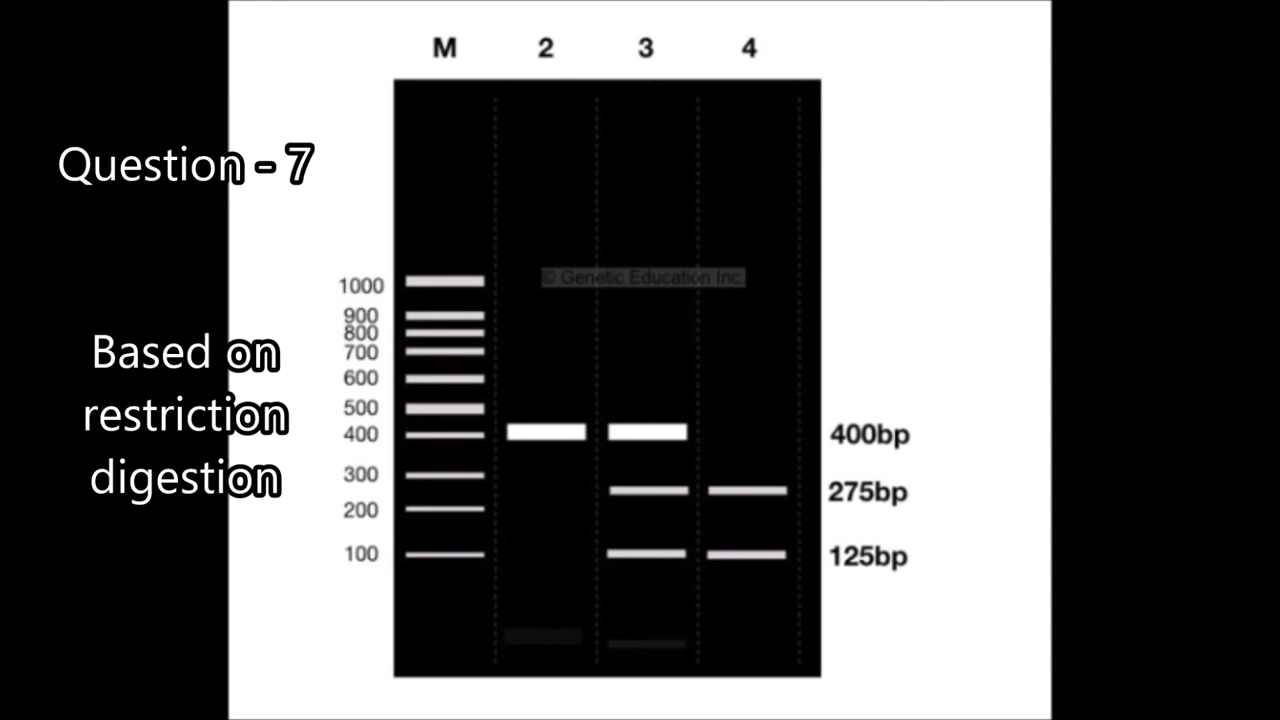 M 2 3 4
Question - 7
© Genetic Education Inc.
1000
900
800
700
600
500
400
300
200
100
Based on
restriction
digestion
400bp
275bp
125bp